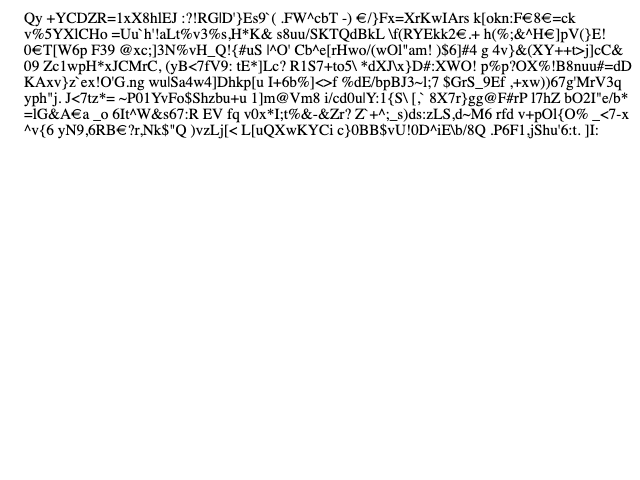 Qy +YCDZR=1xX8hlEJ :?!RG|D'}Es9`( .FW^cbT -) €/}Fx=XrKwIArs k[okn:F€8€=ck
v%5YXlCHo =Uu`h'!aLt%v3%s,H*K& s8uu/SKTQdBkL \f(RYEkk2€.+ h(%;&^H€]pV(}E!
0€T[W6p F39 @xc;]3N%vH_Q!{#uS |^O' Cb^e[rHwo/(wOl"am! )$6]#4 g 4v}&(XY++t>j]cC&
09 Zc1wpH*xJCMrC, (yB<7fV9: tE*]Lc? R1S7+to5\ *dXJ\x}D#:XWO! p%p?OX%!B8nuu#=dD
KAxv}z`ex!O'G.ng wu|Sa4w4]Dhkp[u I+6b%]<>f %dE/bpBJ3~l;7 $GrS_9Ef ,+xw))67g'MrV3q
yph"j. J<7tz*= ~P01YvFo$Shzbu+u 1]m@Vm8 i/cd0u|Y:1{S\ [,` 8X7r}gg@F#rP l7hZ bO2I"e/b*
=lG&A€a _o 6It^W&s67:R EV fq v0x*I;t%&-&Zr? Z`+^;_s)ds:zLS,d~M6 rfd v+pOl{O% _<7-x
^v{6 yN9,6RB€?r,Nk$"Q )vzLj[< L[uQXwKYCi c}0BB$vU!0D^iE\b/8Q .P6F1,jShu'6:t. ]I: